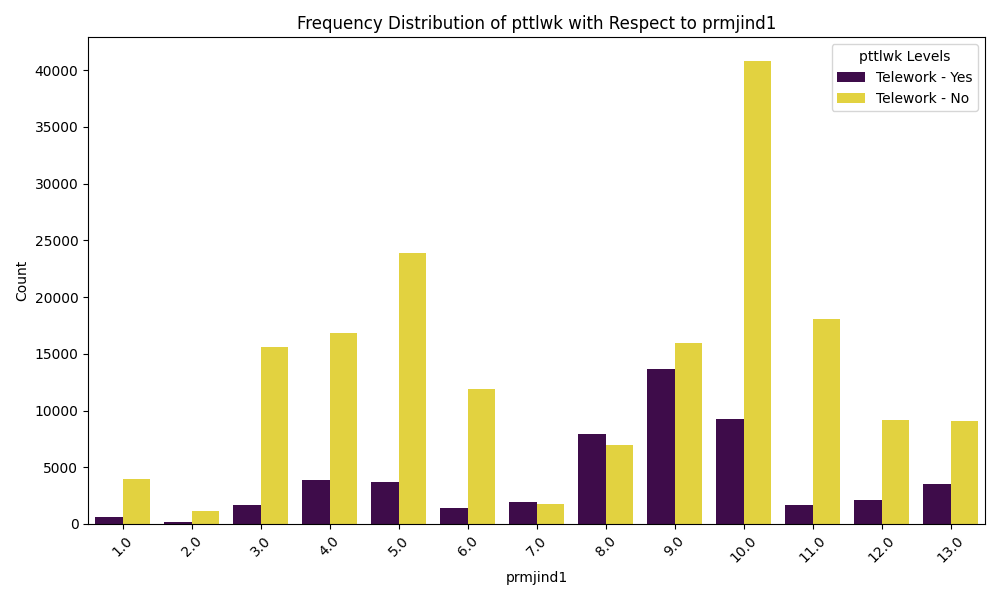 Frequency Distribution of pttlwk with Respect to prmjind1
pttlwk Levels
Telework - Yes
Telework - No
40000
35000
30000
25000
20000
15000
10000
5000
0
Count
1.0 2.0 3.0 4.0 5.0 6.0 7.0 8.0 9.0 10.0 11.0 12.0 13.0
prmjind1